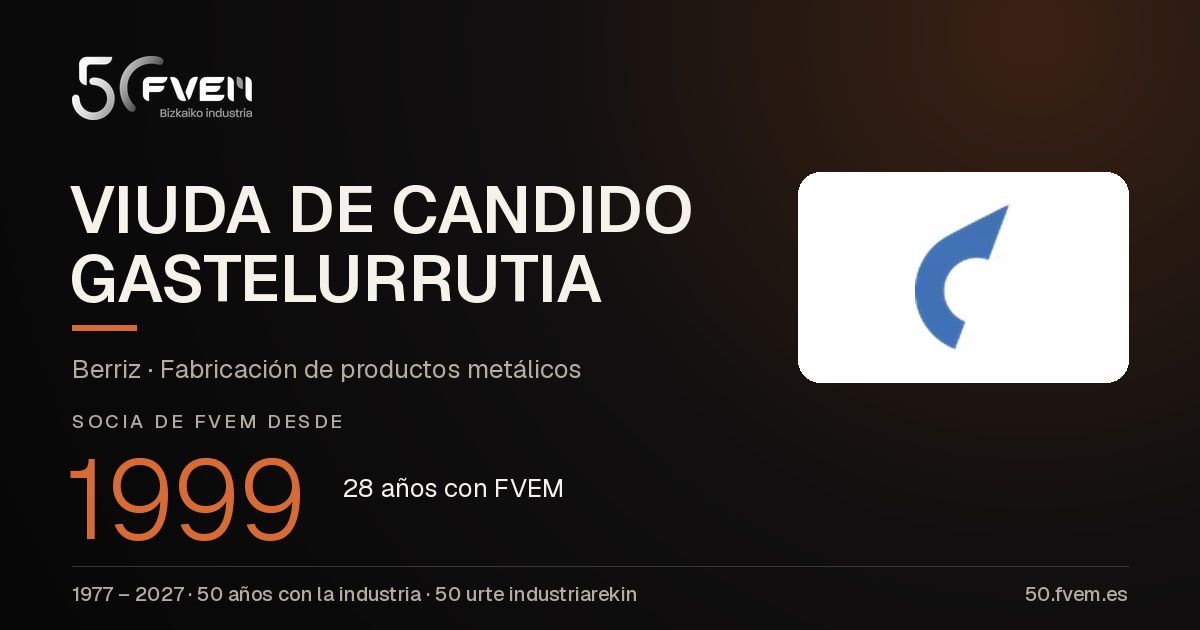 50 FVEM
Bizkaiko industria
VIUDA DE CANDIDO
GASTELURRUTIA
Berriz · Fabricación de productos metálicos
SOCIA DE FVEM DESDE
1999
28 años con FVEM
1977 – 2027 · 50 años con la industria · 50 urte industriarekin
50.fvem.es